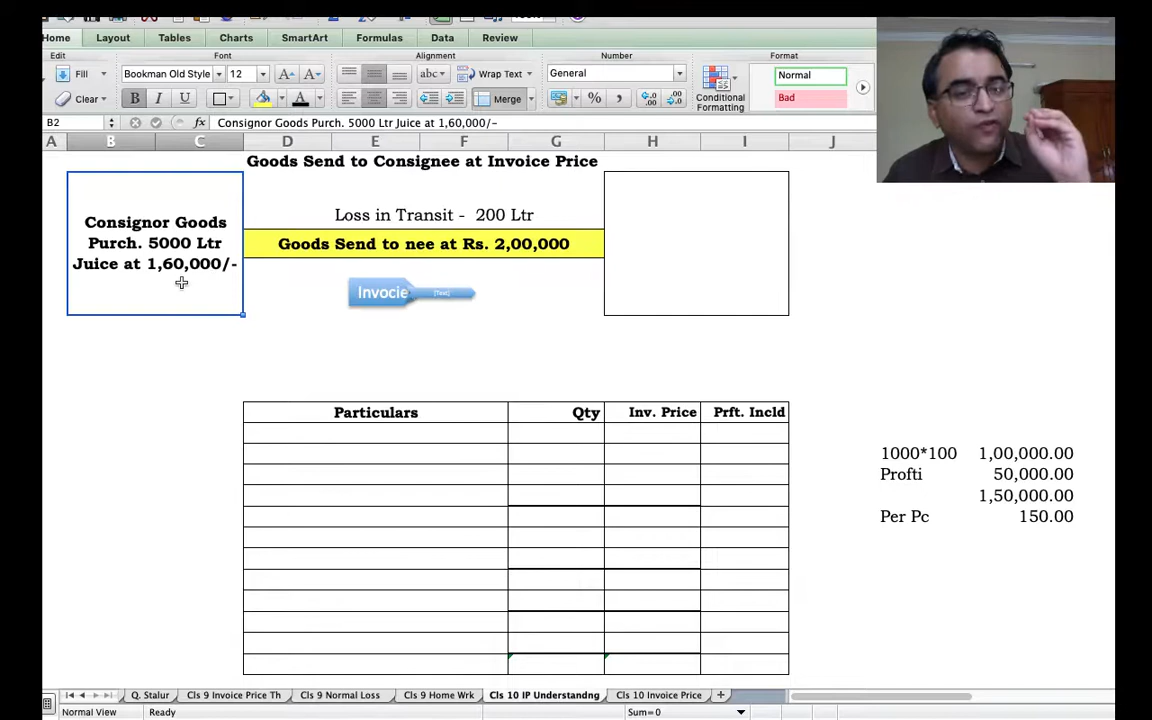 Home Layout Tables Charts SmartArt Formulas Data Review
Edit Font Alignment Number Format
Fill Bookman Old Style 12 A A abc Wrap Text General Normal
Clear B I U A Merge % , Conditional Formatting Bad
B2 fx Consignor Goods Purch. 5000 Ltr Juice at 1,60,000/-
A B C D E F G H I J
Goods Send to Consignee at Invoice Price
Consignor Goods
Purch. 5000 Ltr
Juice at 1,60,000/-
Loss in Transit - 200 Ltr
Goods Send to nee at Rs. 2,00,000
Invocie [Text]
Particulars Qty Inv. Price Prft. Incld
1000*100 1,00,000.00
Profti 50,000.00
1,50,000.00
Per Pc 150.00
Q. Stalur Cls 9 Invoice Price Th Cls 9 Normal Loss Cls 9 Home Wrk Cls 10 IP Understandng Cls 10 Invoice Price +
Normal View Ready Sum=0